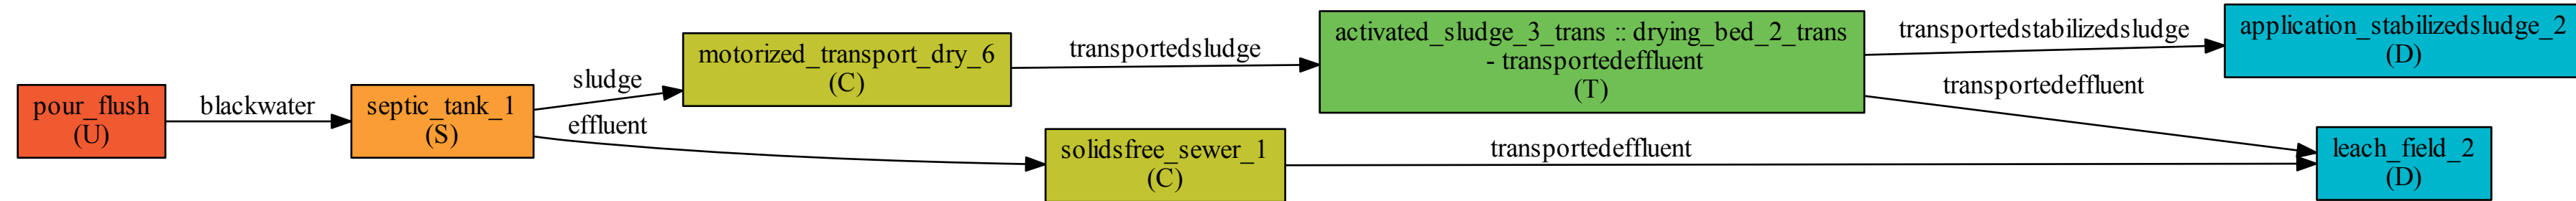 pour_flush
(U)
blackwater
septic_tank_1
(S)
sludge
effluent
motorized_transport_dry_6
(C)
solidsfree_sewer_1
(C)
transportedsludge
activated_sludge_3_trans :: drying_bed_2_trans
- transportedeffluent
(T)
transportedeffluent
transportedstabilizedsludge
transportedeffluent
application_stabilizedsludge_2
(D)
leach_field_2
(D)